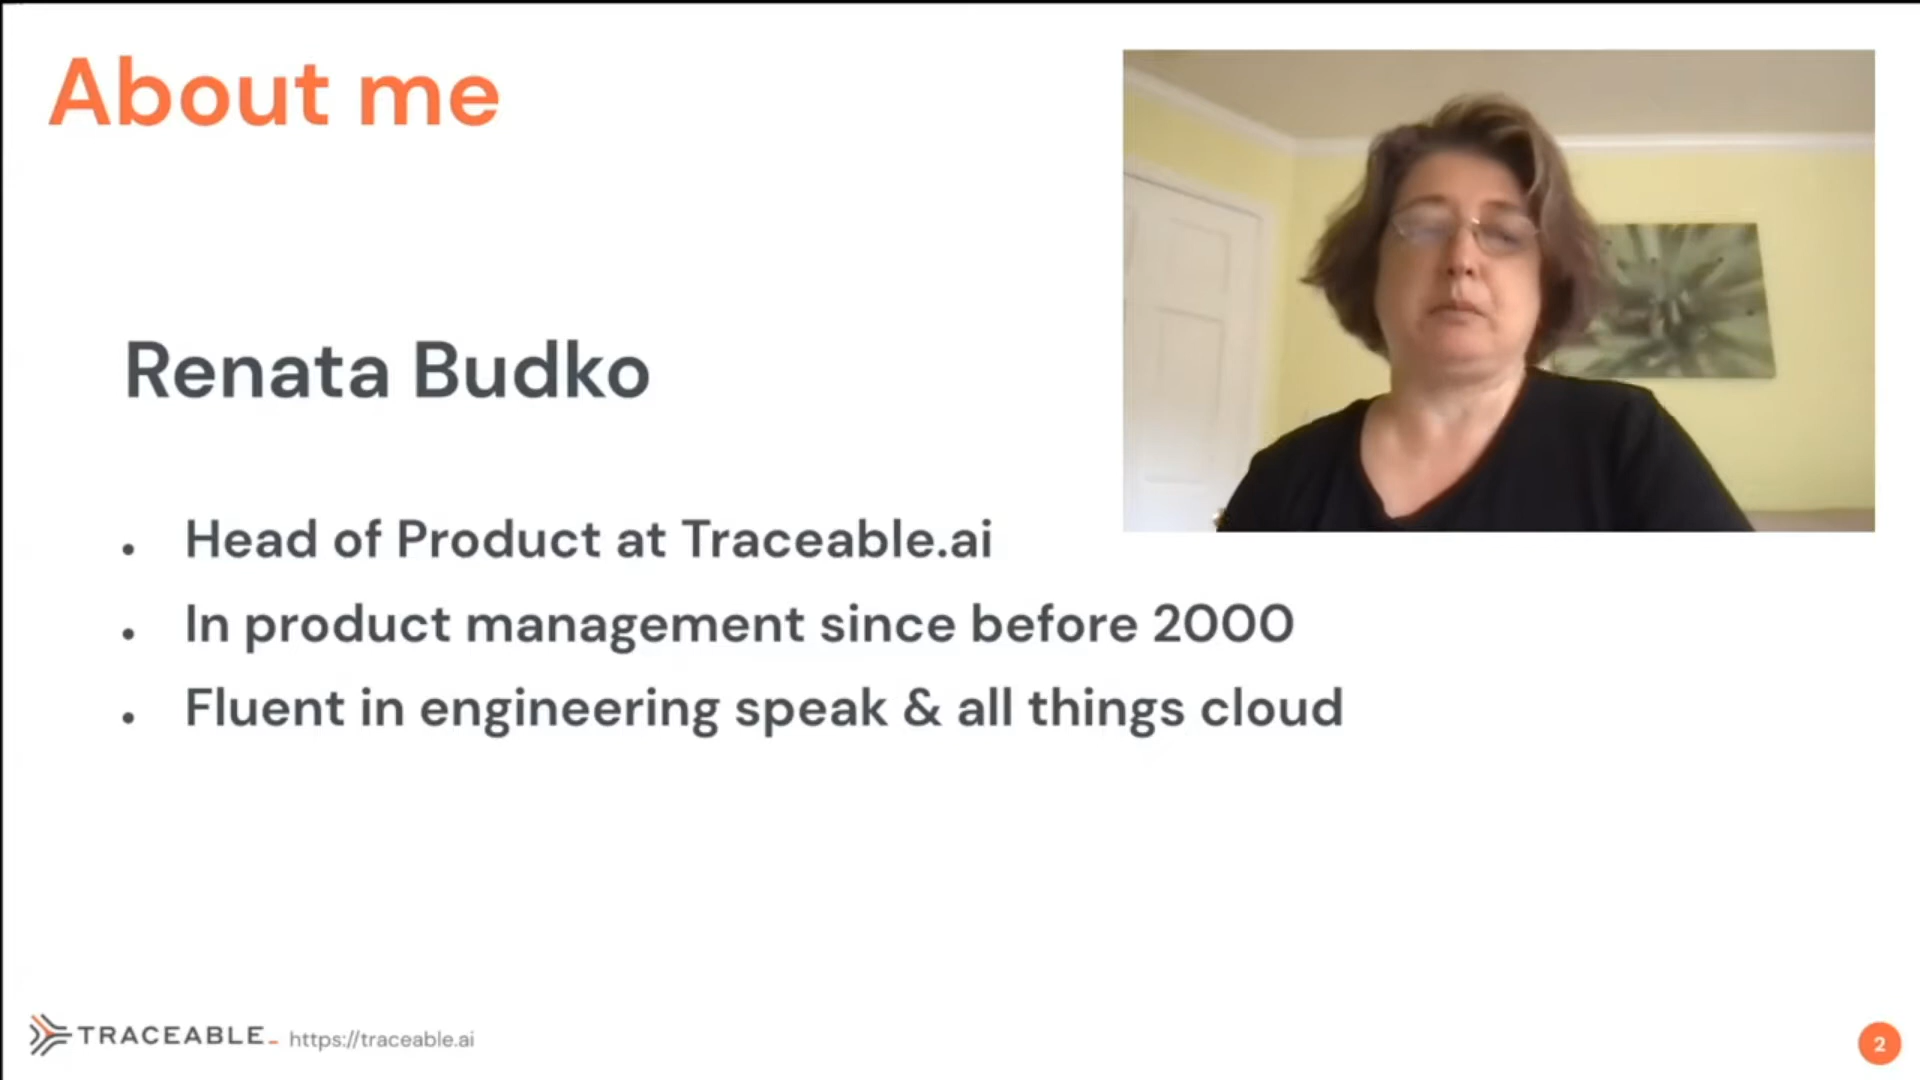 About me
Renata Budko
• Head of Product at Traceable.ai
• In product management since before 2000
• Fluent in engineering speak & all things cloud
TRACEABLE_ https://traceable.ai
2